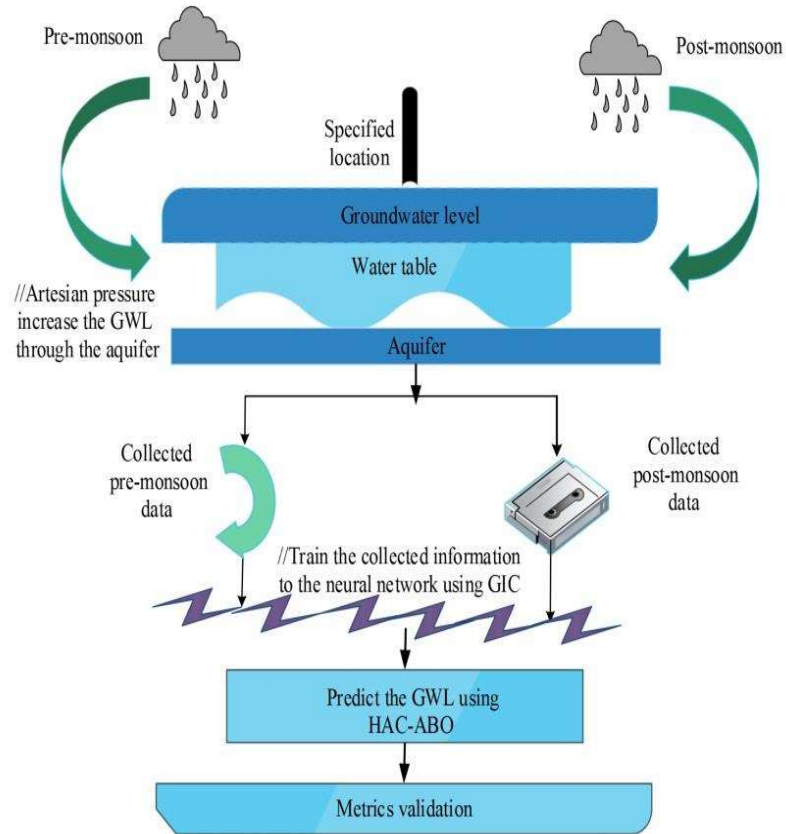 Pre-monsoon
Post-monsoon
Specified
location
Groundwater level
Water table
//Artesian pressure
increase the GWL
through the aquifer
Aquifer
Collected
pre-monsoon
data
Collected
post-monsoon
data
//Train the collected information
to the neural network using GIC
Predict the GWL using
HAC-ABO
Metrics validation